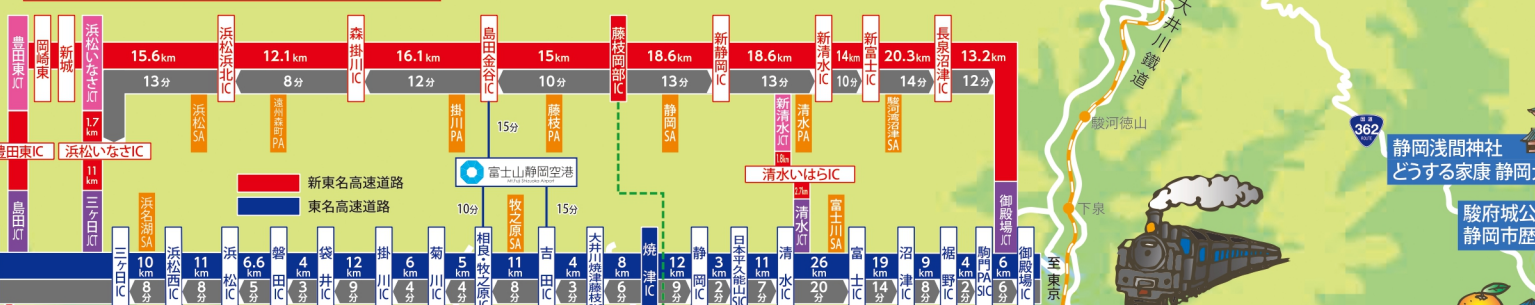 豊田東JCT
岡崎東
新城
浜松いなさJCT
15.6km
浜松浜北IC
12.1km
森掛川IC
16.1km
島田金谷IC
15km
藤枝岡部IC
18.6km
新静岡IC
18.6km
新清水IC
14km
新富士IC
20.3km
長泉沼津IC
13.2km
13分
8分
12分
10分
13分
13分
10分
14分
12分
浜松SA
遠州森町PA
掛川PA
15分
藤枝PA
静岡SA
新清水JCT
清水PA
駿河湾沼津SA
1.7km
豊田東IC
浜松いなさIC
11km
1.8km
清水いはらIC
2.7km
富士山静岡空港
Mt.Fuji Shizuoka Airport
新東名高速道路
東名高速道路
10分
15分
島田JCT
三ヶ日JCT
浜名湖SA
牧之原SA
清水JCT
富士川SA
御殿場JCT
三ヶ日IC
10km
浜松西IC
11km
浜松IC
6.6km
磐田IC
4km
袋井IC
12km
掛川IC
6km
菊川IC
5km
相良・牧之原IC
11km
吉田IC
4km
大井川焼津藤枝
8km
焼津IC
12km
静岡IC
3km
日本平久能山SIC
11km
清水IC
26km
富士IC
19km
沼津IC
9km
裾野IC
4km
駒門PASIC
6km
御殿場IC
8分
8分
5分
3分
9分
4分
4分
8分
3分
6分
9分
2分
7分
20分
14分
8分
2分
6分
至東京
大井川鐵道
駿河徳山
下泉
国道
362
ROUTE
静岡浅間神社
どうする家康 静岡
駿府城公
静岡市歴